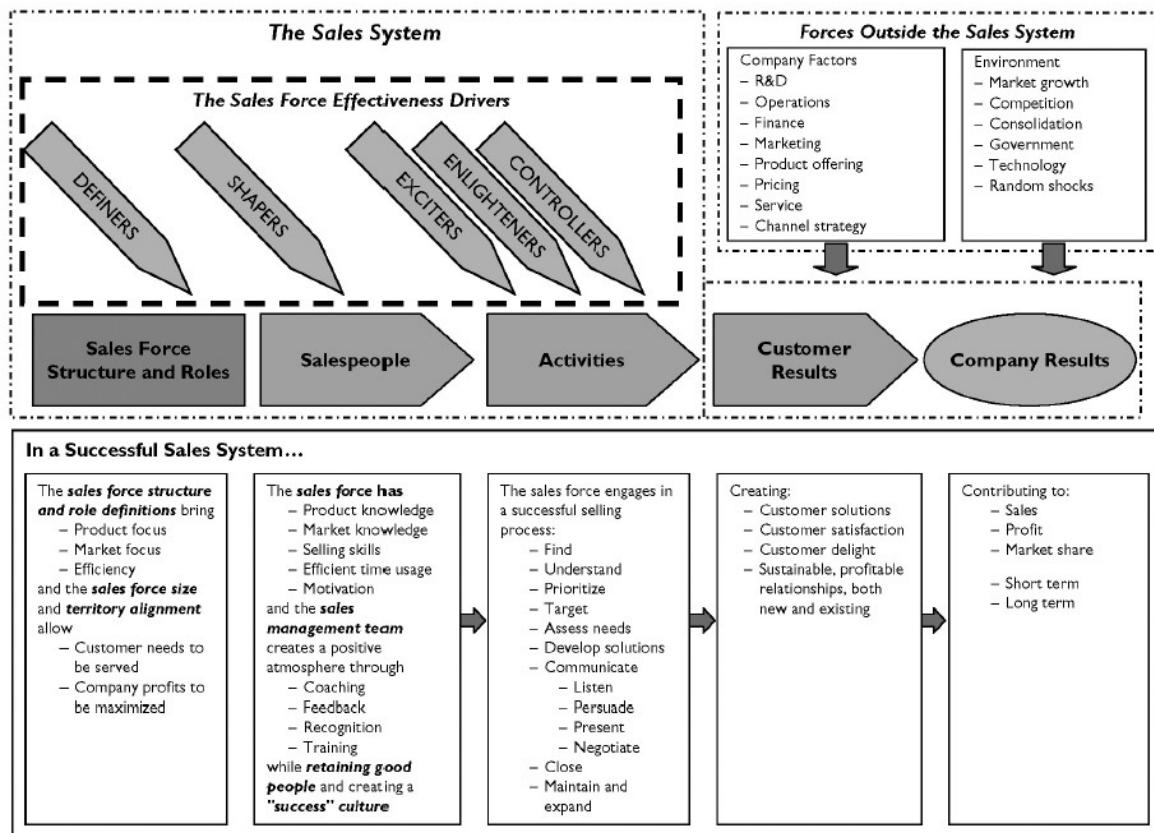 The Sales System
The Sales Force Effectiveness Drivers
DEFINERS
SHAPERS
EXCITERS
ENLIGHTENERS
CONTROLLERS
Forces Outside the Sales System
Company Factors
– R&D
– Operations
– Finance
– Marketing
– Product offering
– Pricing
– Service
– Channel strategy
Environment
– Market growth
– Competition
– Consolidation
– Government
– Technology
– Random shocks
Sales Force
Structure and Roles
Salespeople
Activities
Customer
Results
Company Results
In a Successful Sales System...
The sales force structure
and role definitions bring
– Product focus
– Market focus
– Efficiency
and the sales force size
and territory alignment
allow
– Customer needs to
be served
– Company profits to
be maximized
The sales force has
– Product knowledge
– Market knowledge
– Selling skills
– Efficient time usage
– Motivation
and the sales
management team
creates a positive
atmosphere through
– Coaching
– Feedback
– Recognition
– Training
while retaining good
people and creating a
"success" culture
The sales force engages in
a successful selling
process:
– Find
– Understand
– Prioritize
– Target
– Assess needs
– Develop solutions
– Communicate
– Listen
– Persuade
– Present
– Negotiate
– Close
– Maintain and
expand
Creating:
– Customer solutions
– Customer satisfaction
– Customer delight
– Sustainable, profitable
relationships, both
new and existing
Contributing to:
– Sales
– Profit
– Market share
– Short term
– Long term